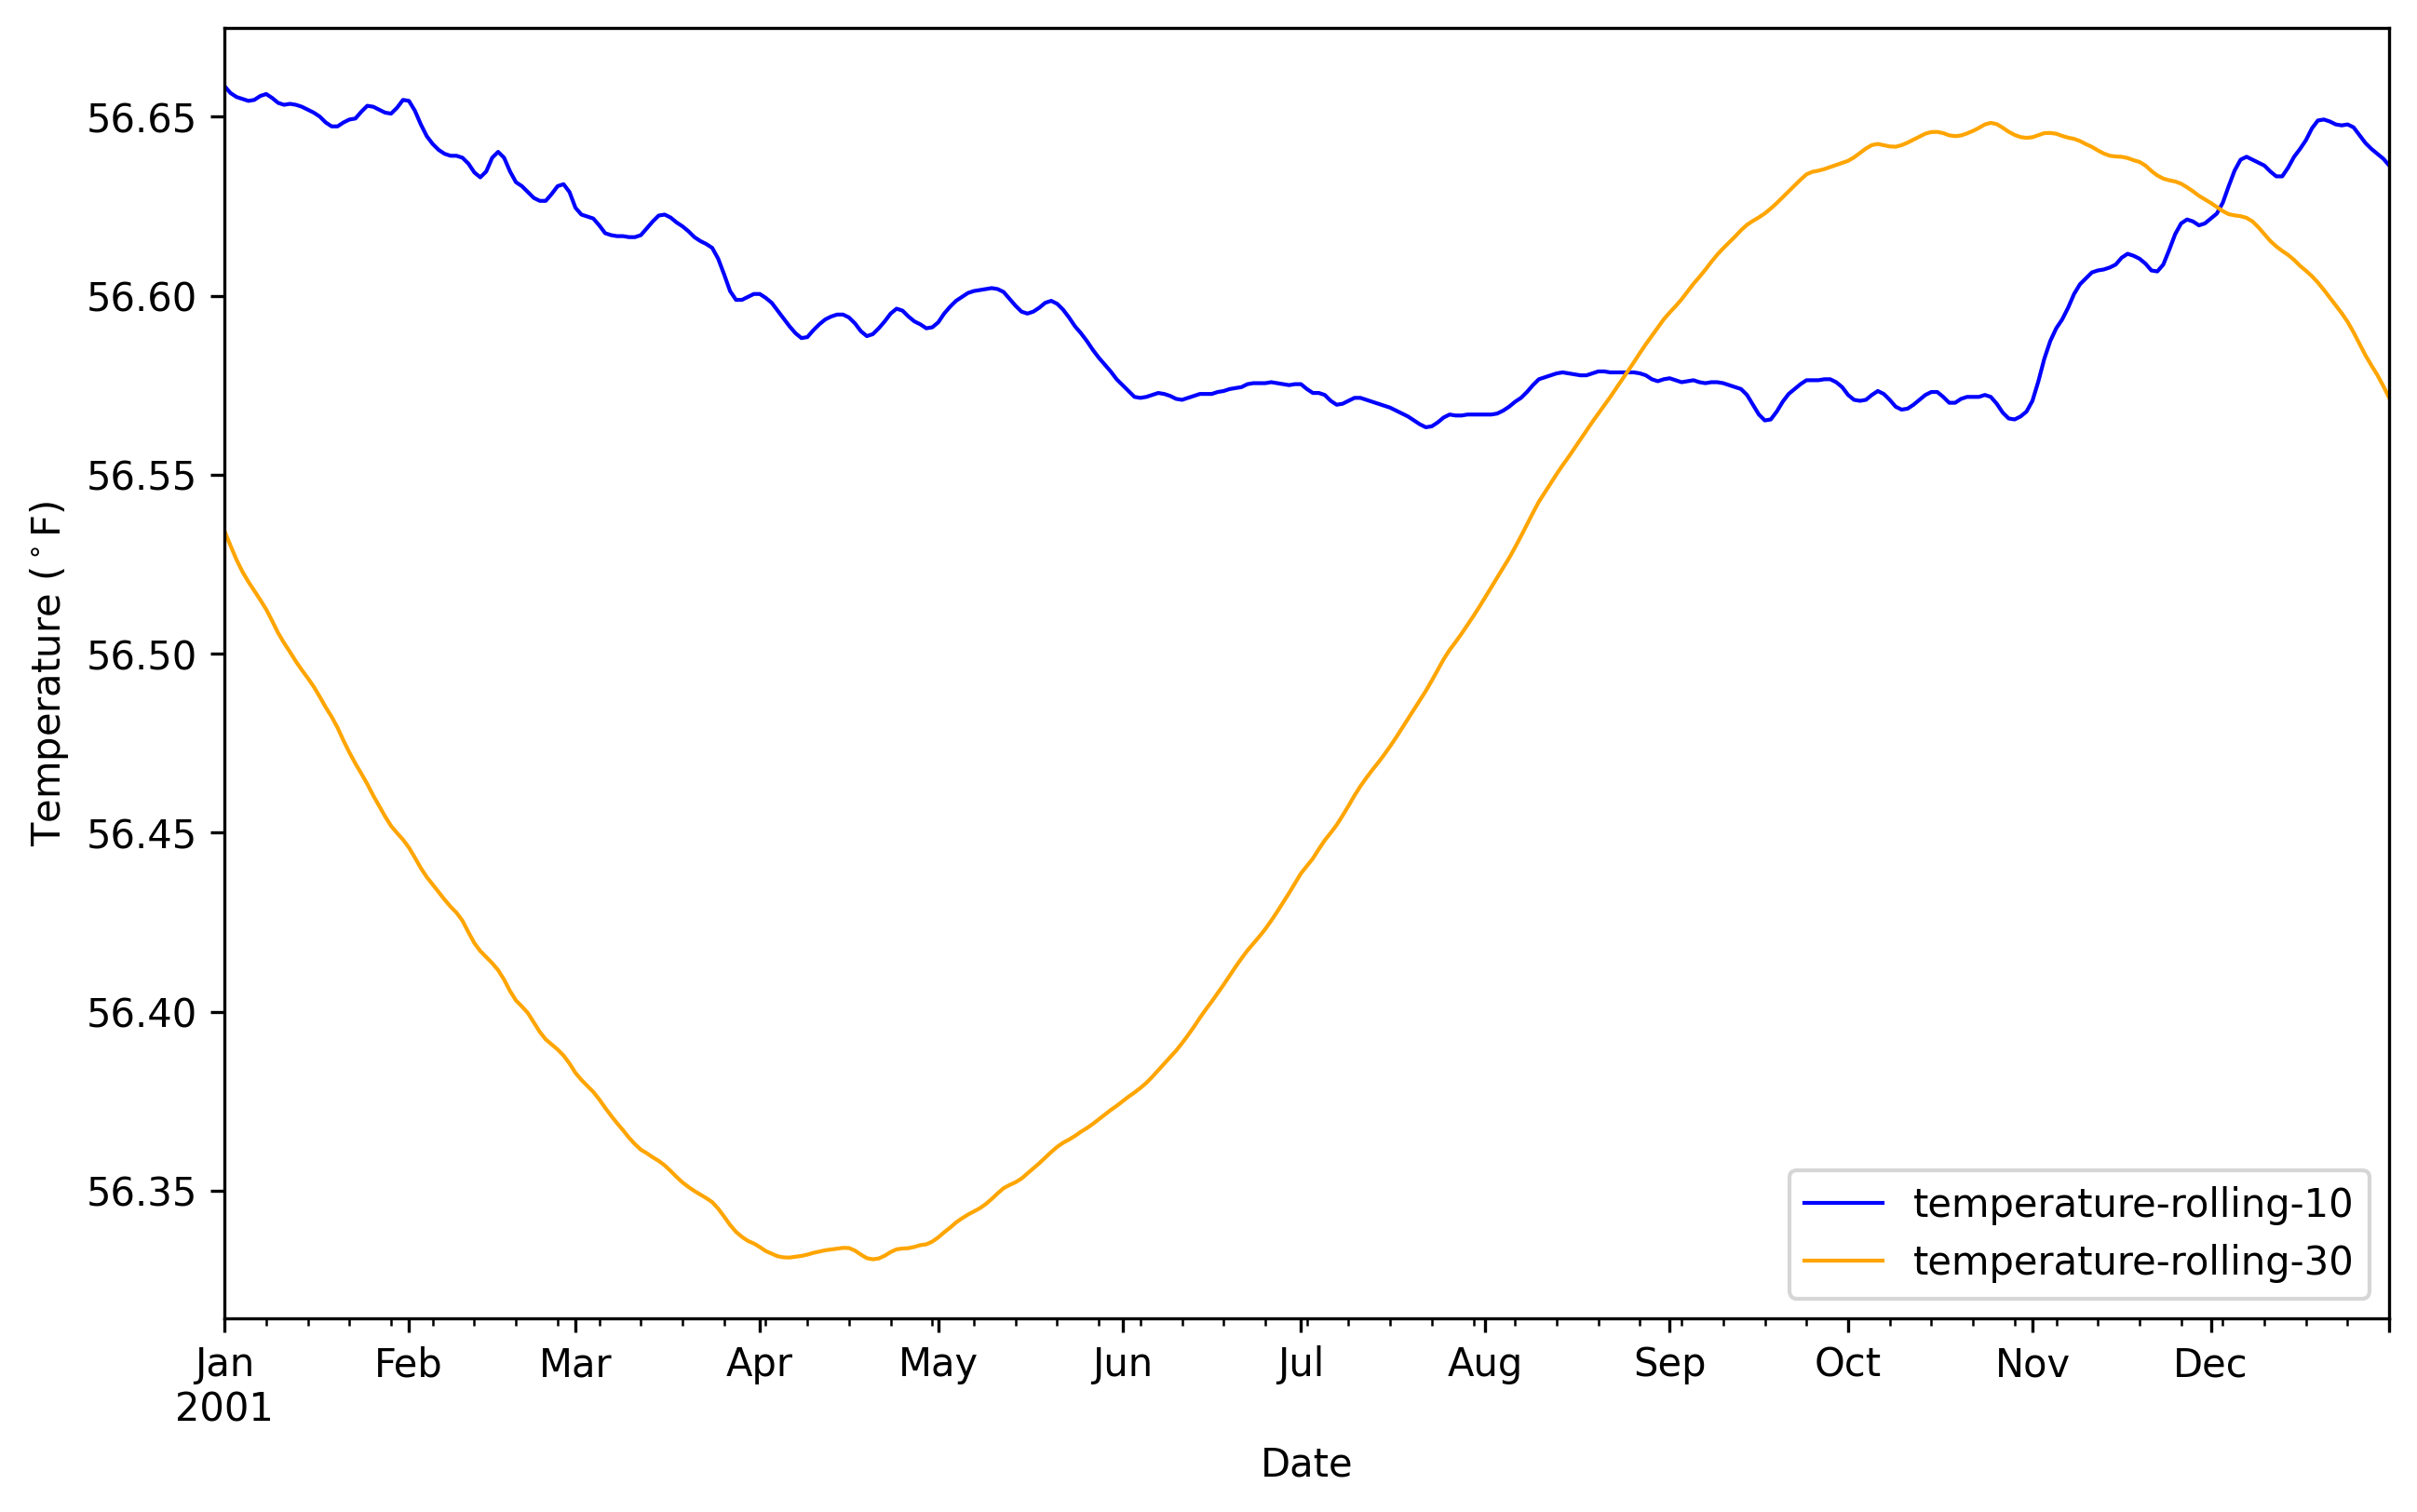 56.65
56.60
56.55
56.50
56.45
56.40
56.35
Temperature (°F)
Jan Feb Mar Apr May Jun Jul Aug Sep Oct Nov Dec
2001
Date
temperature-rolling-10
temperature-rolling-30